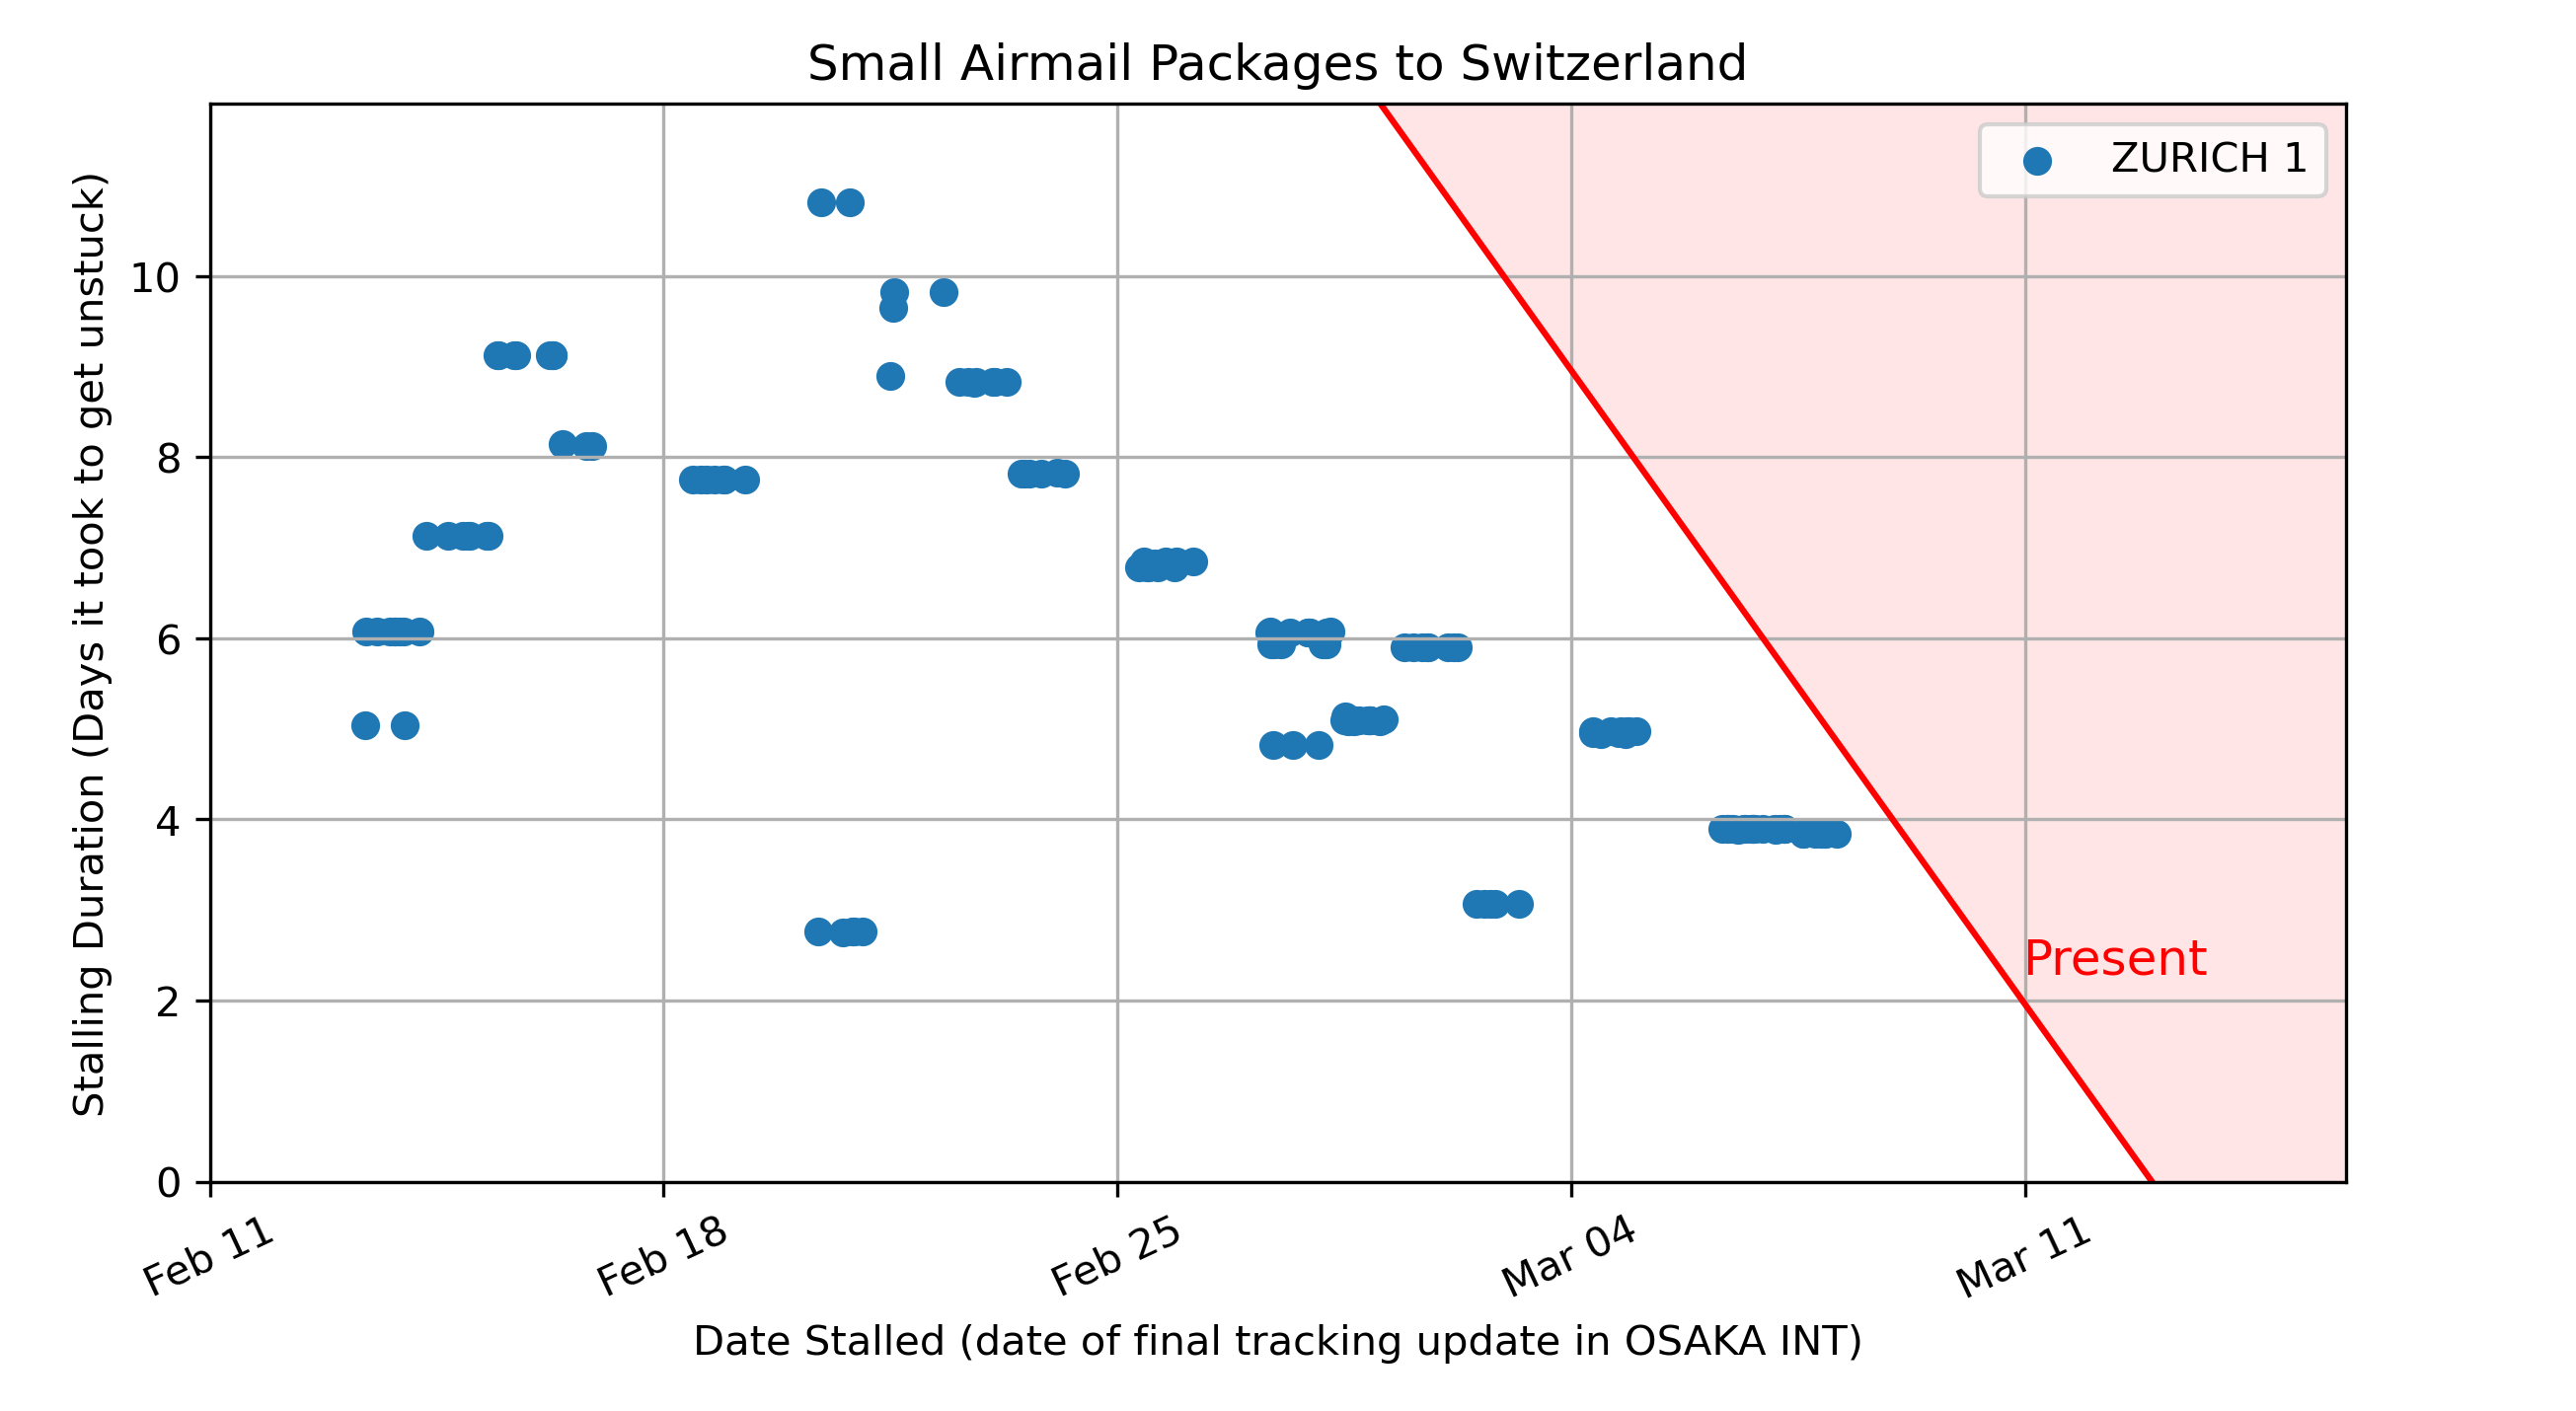 Small Airmail Packages to Switzerland
ZURICH 1
Stalling Duration (Days it took to get unstuck)
10
8
6
4
2
0
Present
Feb 11
Feb 18
Feb 25
Mar 04
Mar 11
Date Stalled (date of final tracking update in OSAKA INT)